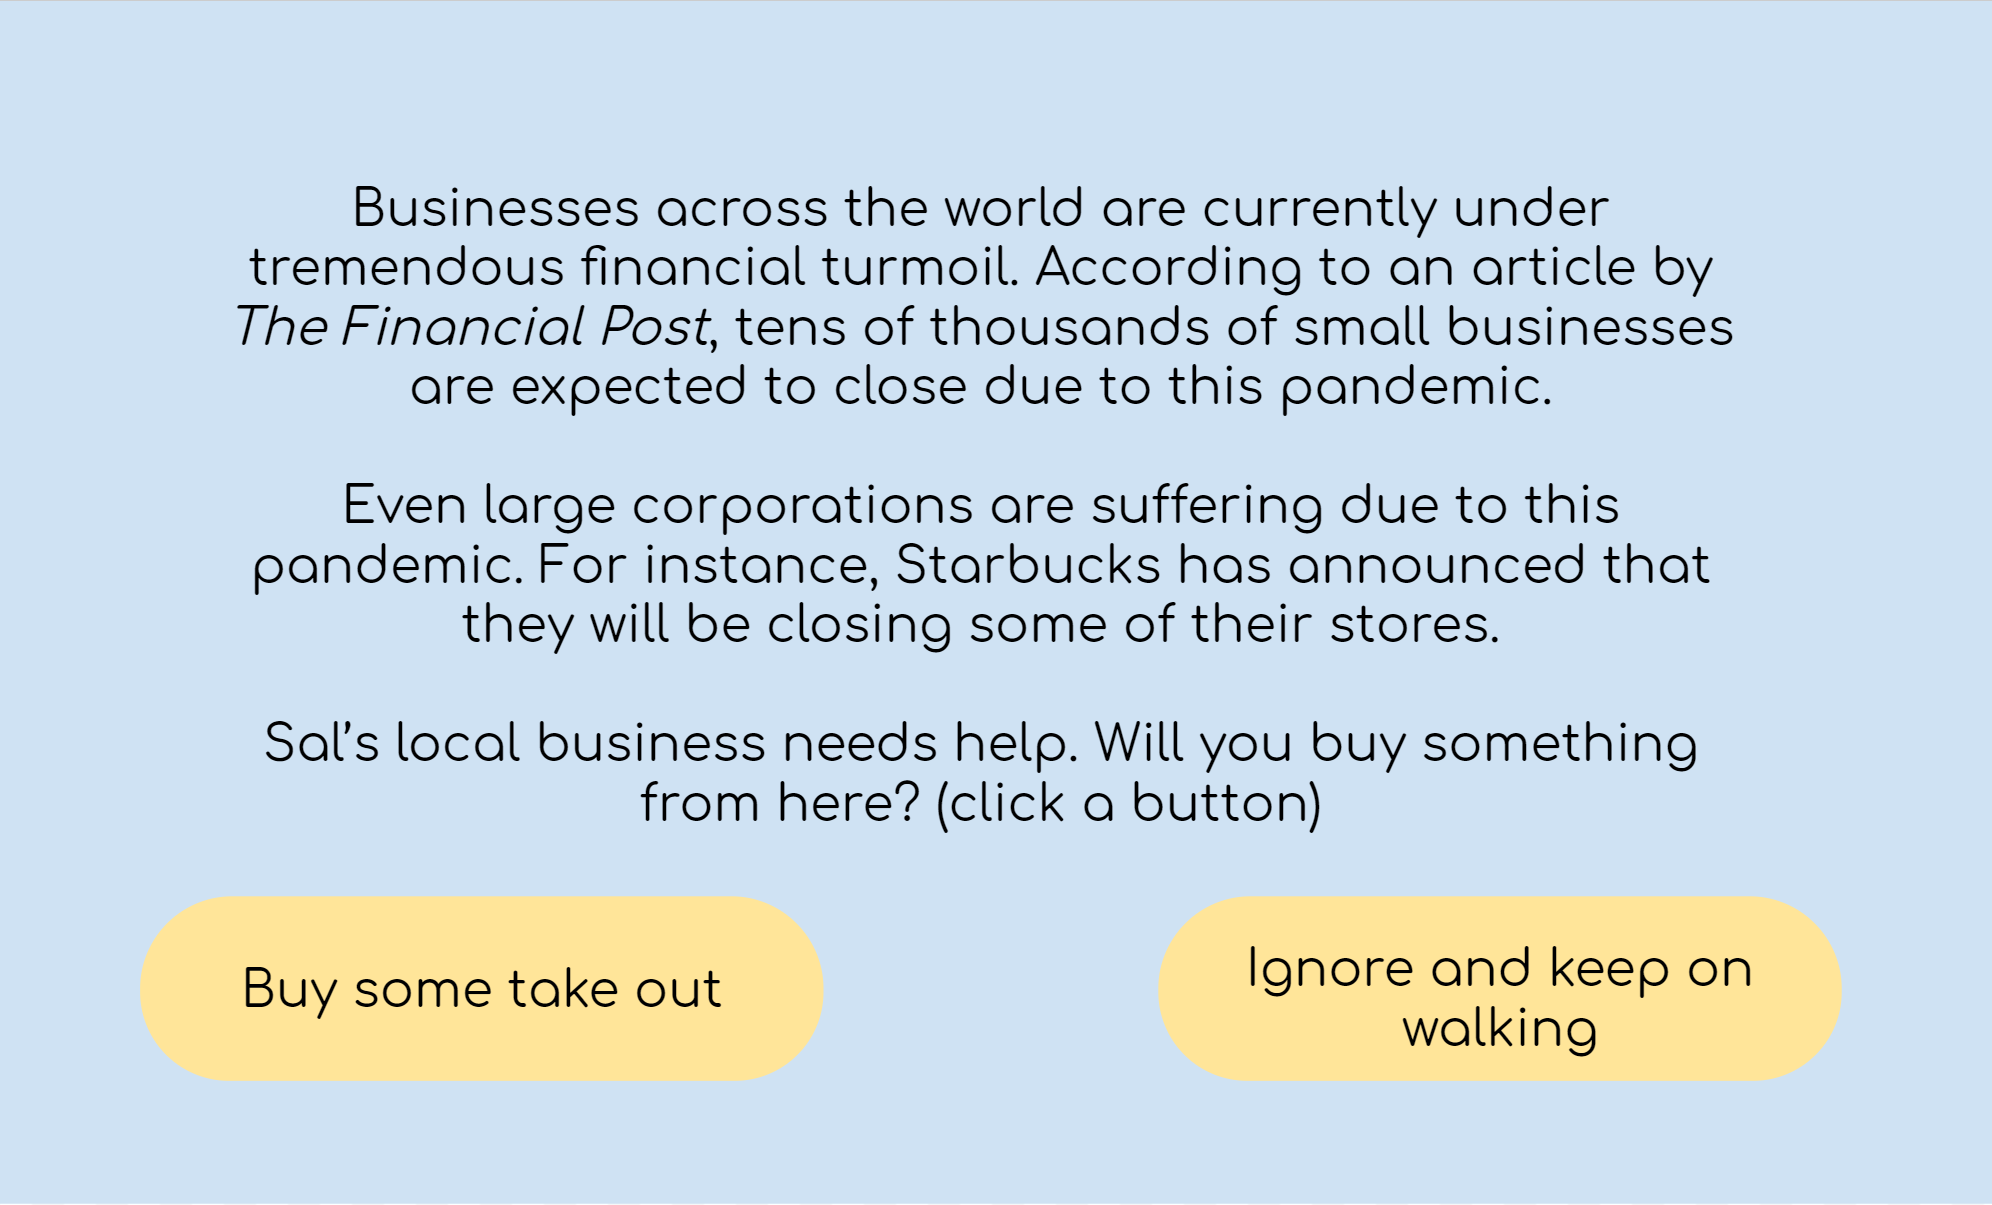 Businesses across the world are currently under
tremendous financial turmoil. According to an article by
The Financial Post, tens of thousands of small businesses
are expected to close due to this pandemic.
Even large corporations are suffering due to this
pandemic. For instance, Starbucks has announced that
they will be closing some of their stores.
Sal’s local business needs help. Will you buy something
from here? (click a button)
Buy some take out
Ignore and keep on
walking